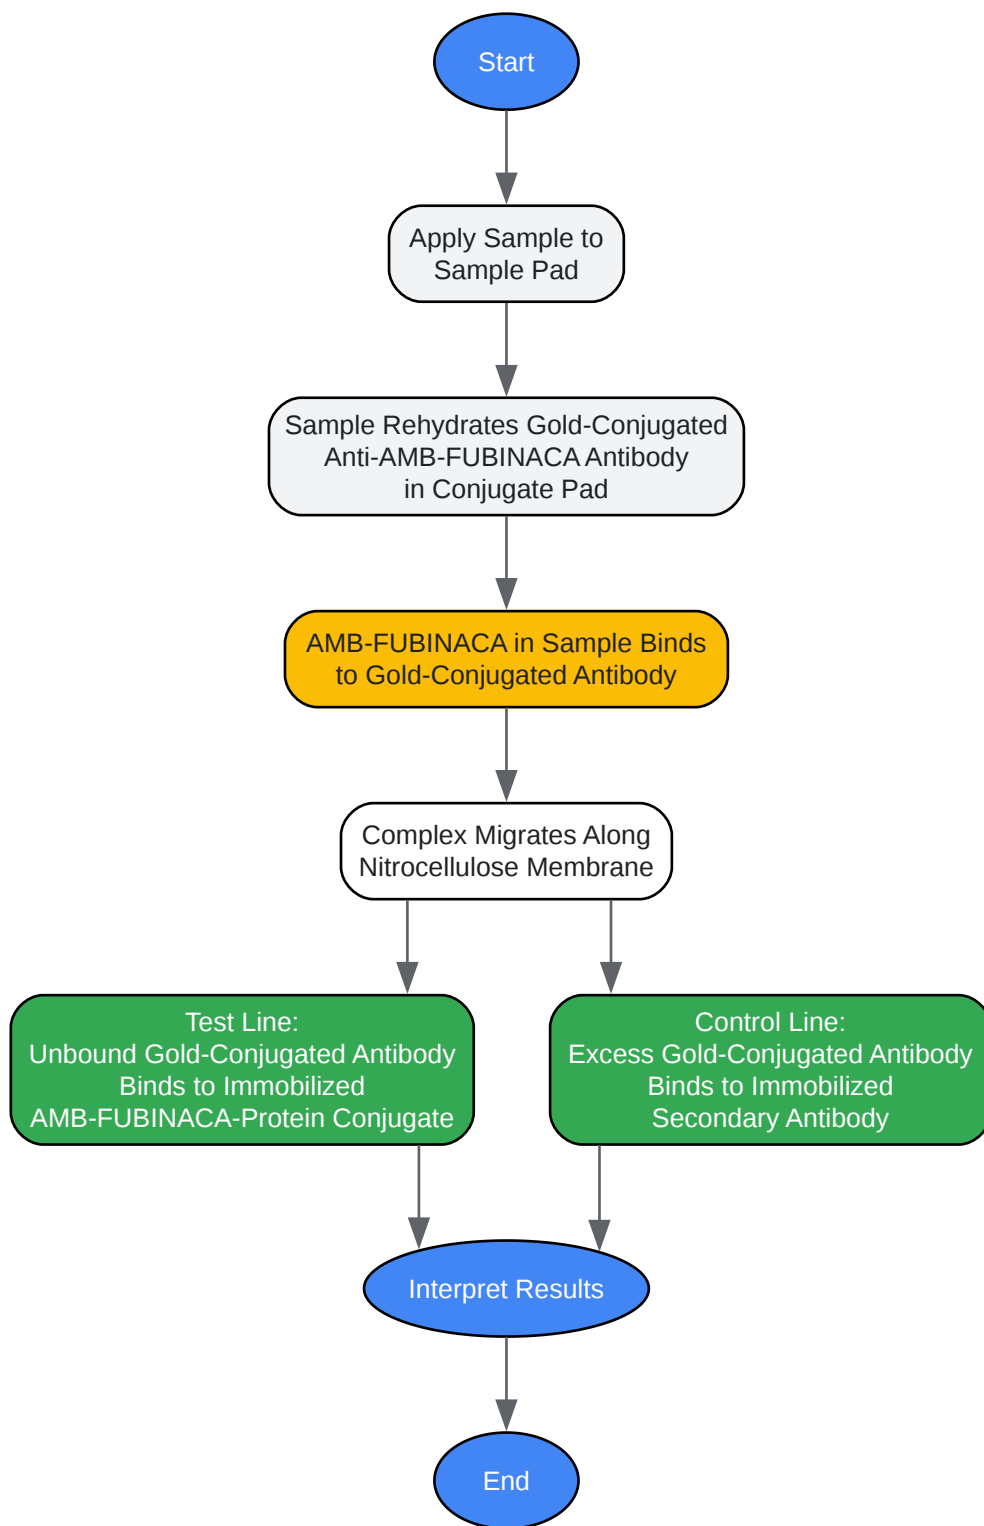 Start
Apply Sample to
Sample Pad
Sample Rehydrates Gold-Conjugated
Anti-AMB-FUBINACA Antibody
in Conjugate Pad
AMB-FUBINACA in Sample Binds
to Gold-Conjugated Antibody
Complex Migrates Along
Nitrocellulose Membrane
Test Line:
Unbound Gold-Conjugated Antibody
Binds to Immobilized
AMB-FUBINACA-Protein Conjugate
Control Line:
Excess Gold-Conjugated Antibody
Binds to Immobilized
Secondary Antibody
Interpret Results
End